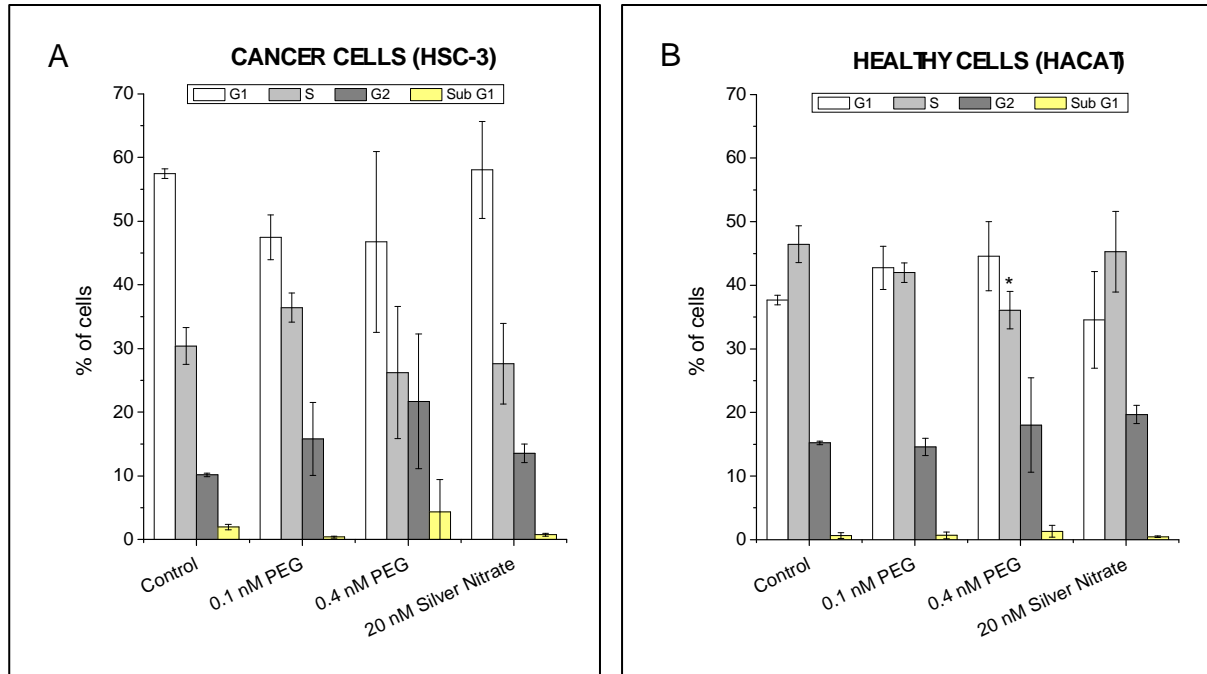 A
CANCER CELLS (HSC-3)
G1 S G2 Sub G1
70
60
50
40
30
20
10
0
% of cells
Control
0.1 nM PEG
0.4 nM PEG
20 nM Silver Nitrate
B
HEALTHY CELLS (HACAT)
G1 S G2 Sub G1
70
60
50
40
30
20
10
0
% of cells
*
Control
0.1 nM PEG
0.4 nM PEG
20 nM Silver Nitrate